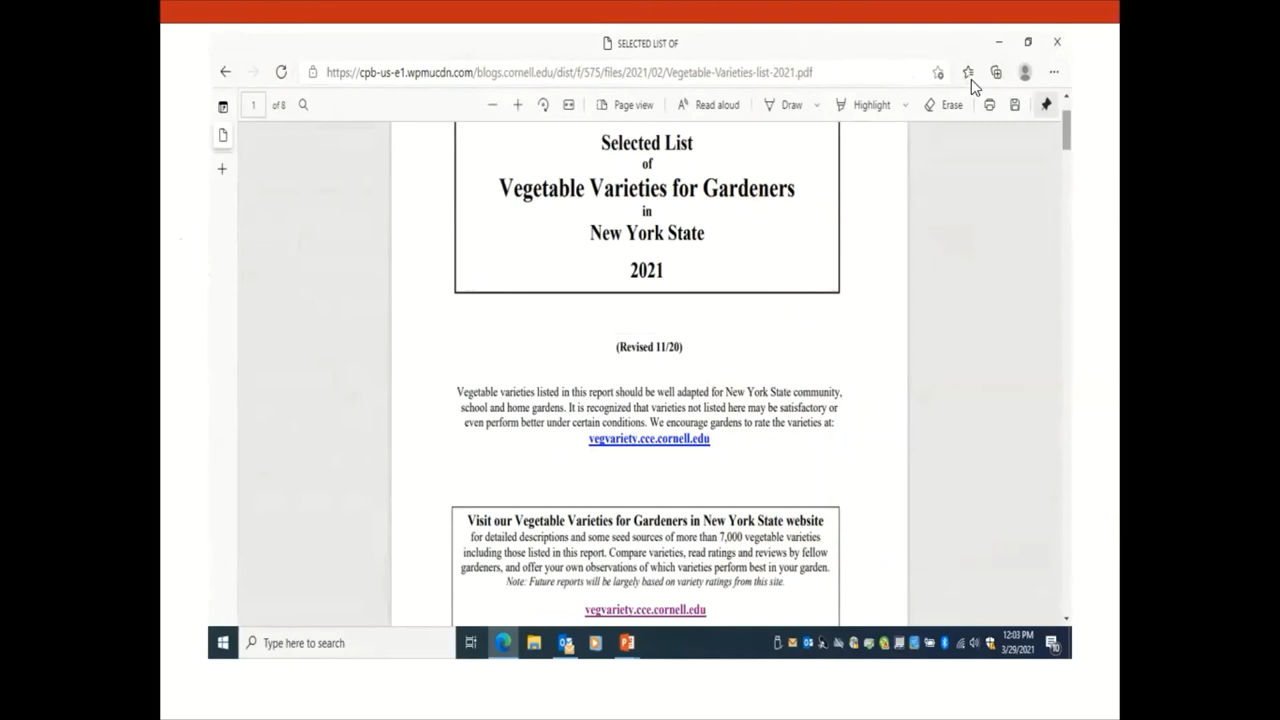 SELECTED LIST OF
https://cpb-us-e1.wpmucdn.com/blogs.cornell.edu/dist/f/575/files/2021/02/Vegetable-Varieties-list-2021.pdf
1 of 8 Page view Read aloud Draw Highlight Erase
Selected List
of
Vegetable Varieties for Gardeners
in
New York State
2021
(Revised 11/20)
Vegetable varieties listed in this report should be well adapted for New York State community,
school and home gardens. It is recognized that varieties not listed here may be satisfactory or
even perform better under certain conditions. We encourage gardens to rate the varieties at:
vegvariety.cce.cornell.edu
Visit our Vegetable Varieties for Gardeners in New York State website
for detailed descriptions and some seed sources of more than 7,000 vegetable varieties
including those listed in this report. Compare varieties, read ratings and reviews by fellow
gardeners, and offer your own observations of which varieties perform best in your garden.
Note: Future reports will be largely based on variety ratings from this site.
vegvariety.cce.cornell.edu
Type here to search
12:03 PM
3/29/2021